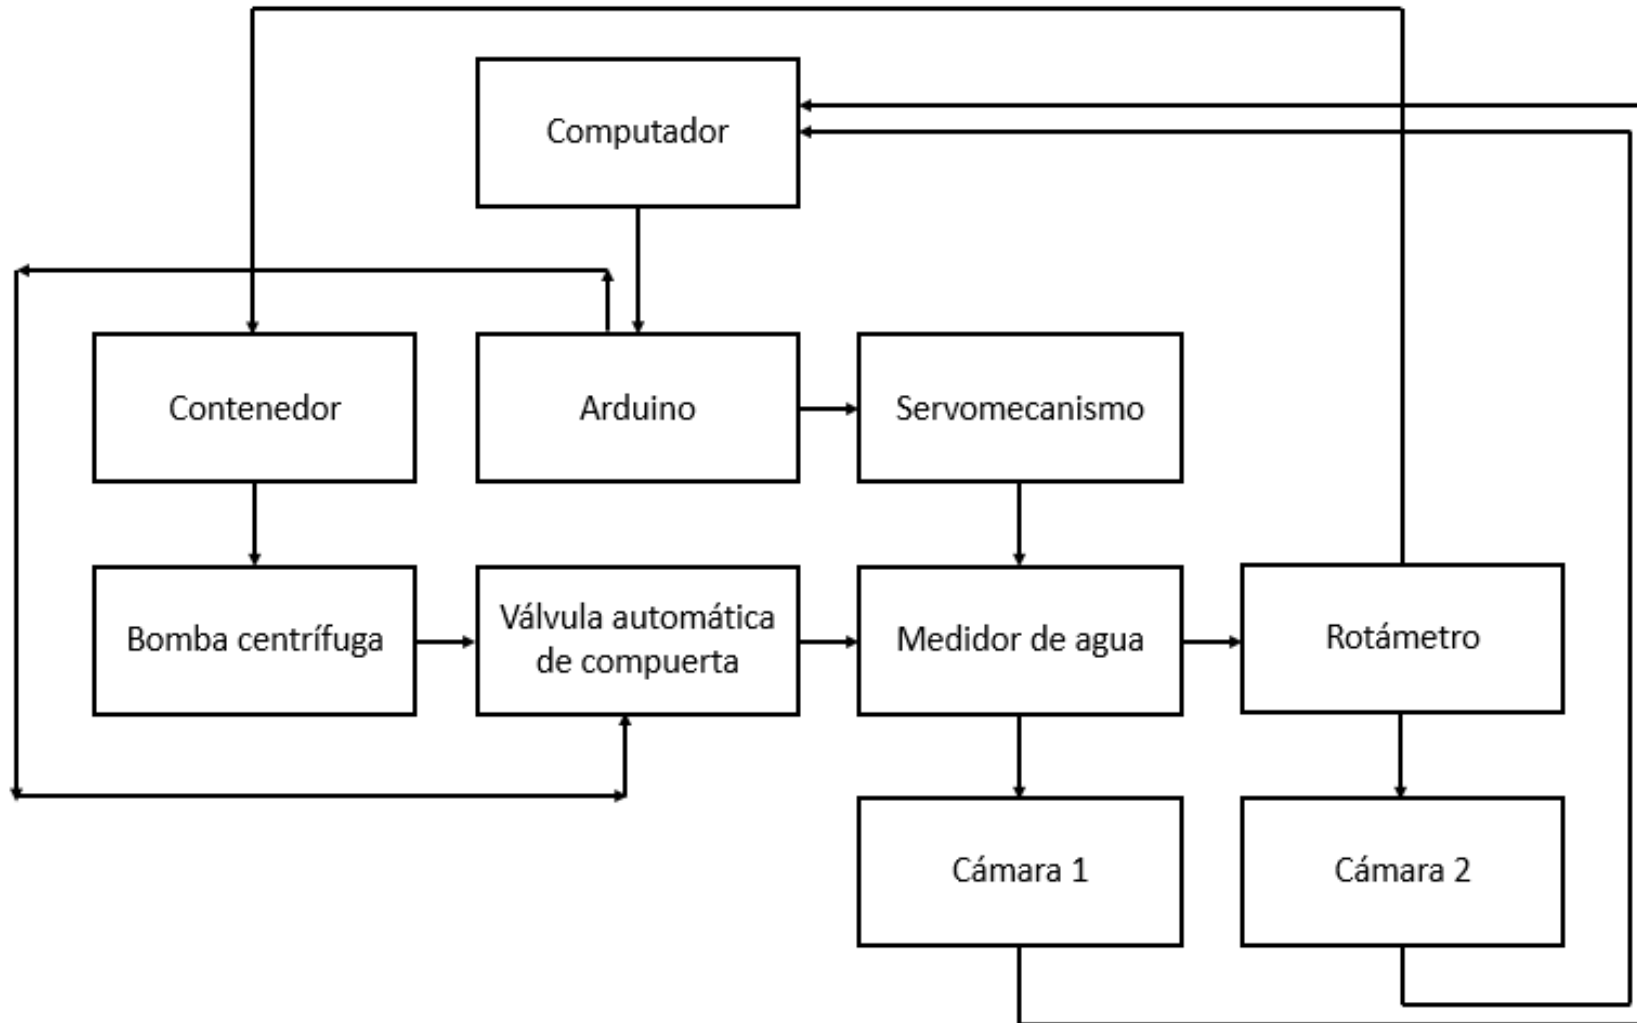 Computador
Contenedor
Arduino
Servomecanismo
Bomba centrífuga
Válvula automática
de compuerta
Medidor de agua
Rotámetro
Cámara 1
Cámara 2